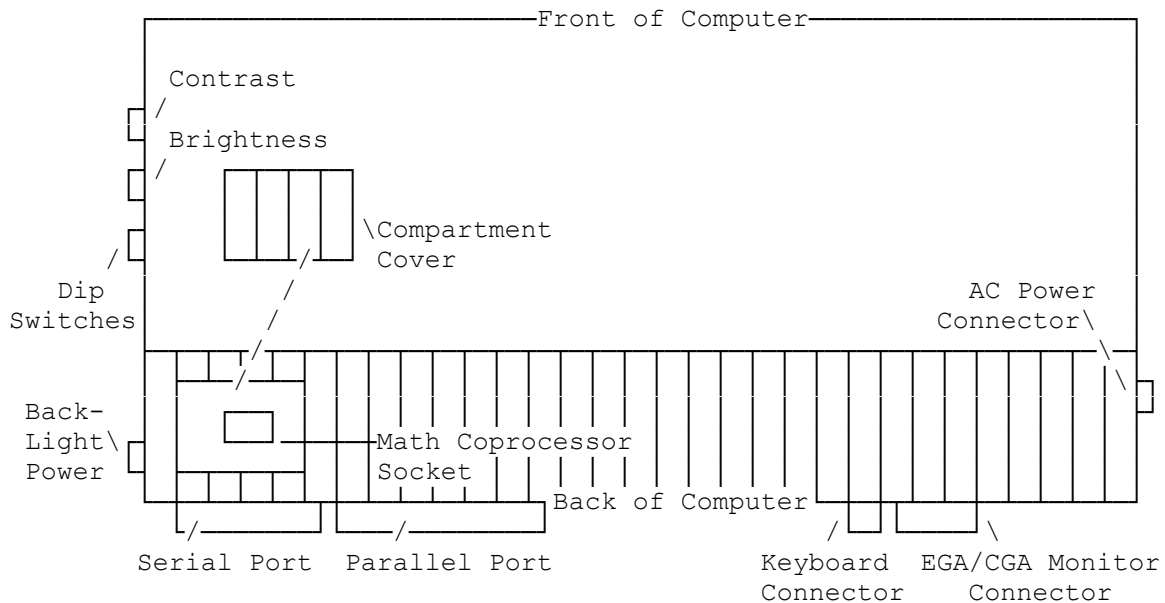 Front of Computer
Contrast
Brightness
Compartment
Cover
Dip
Switches
AC Power
Connector
Back-
Light
Power
Math Coprocessor
Socket
Back of Computer
Serial Port
Parallel Port
Keyboard
Connector
EGA/CGA Monitor
Connector